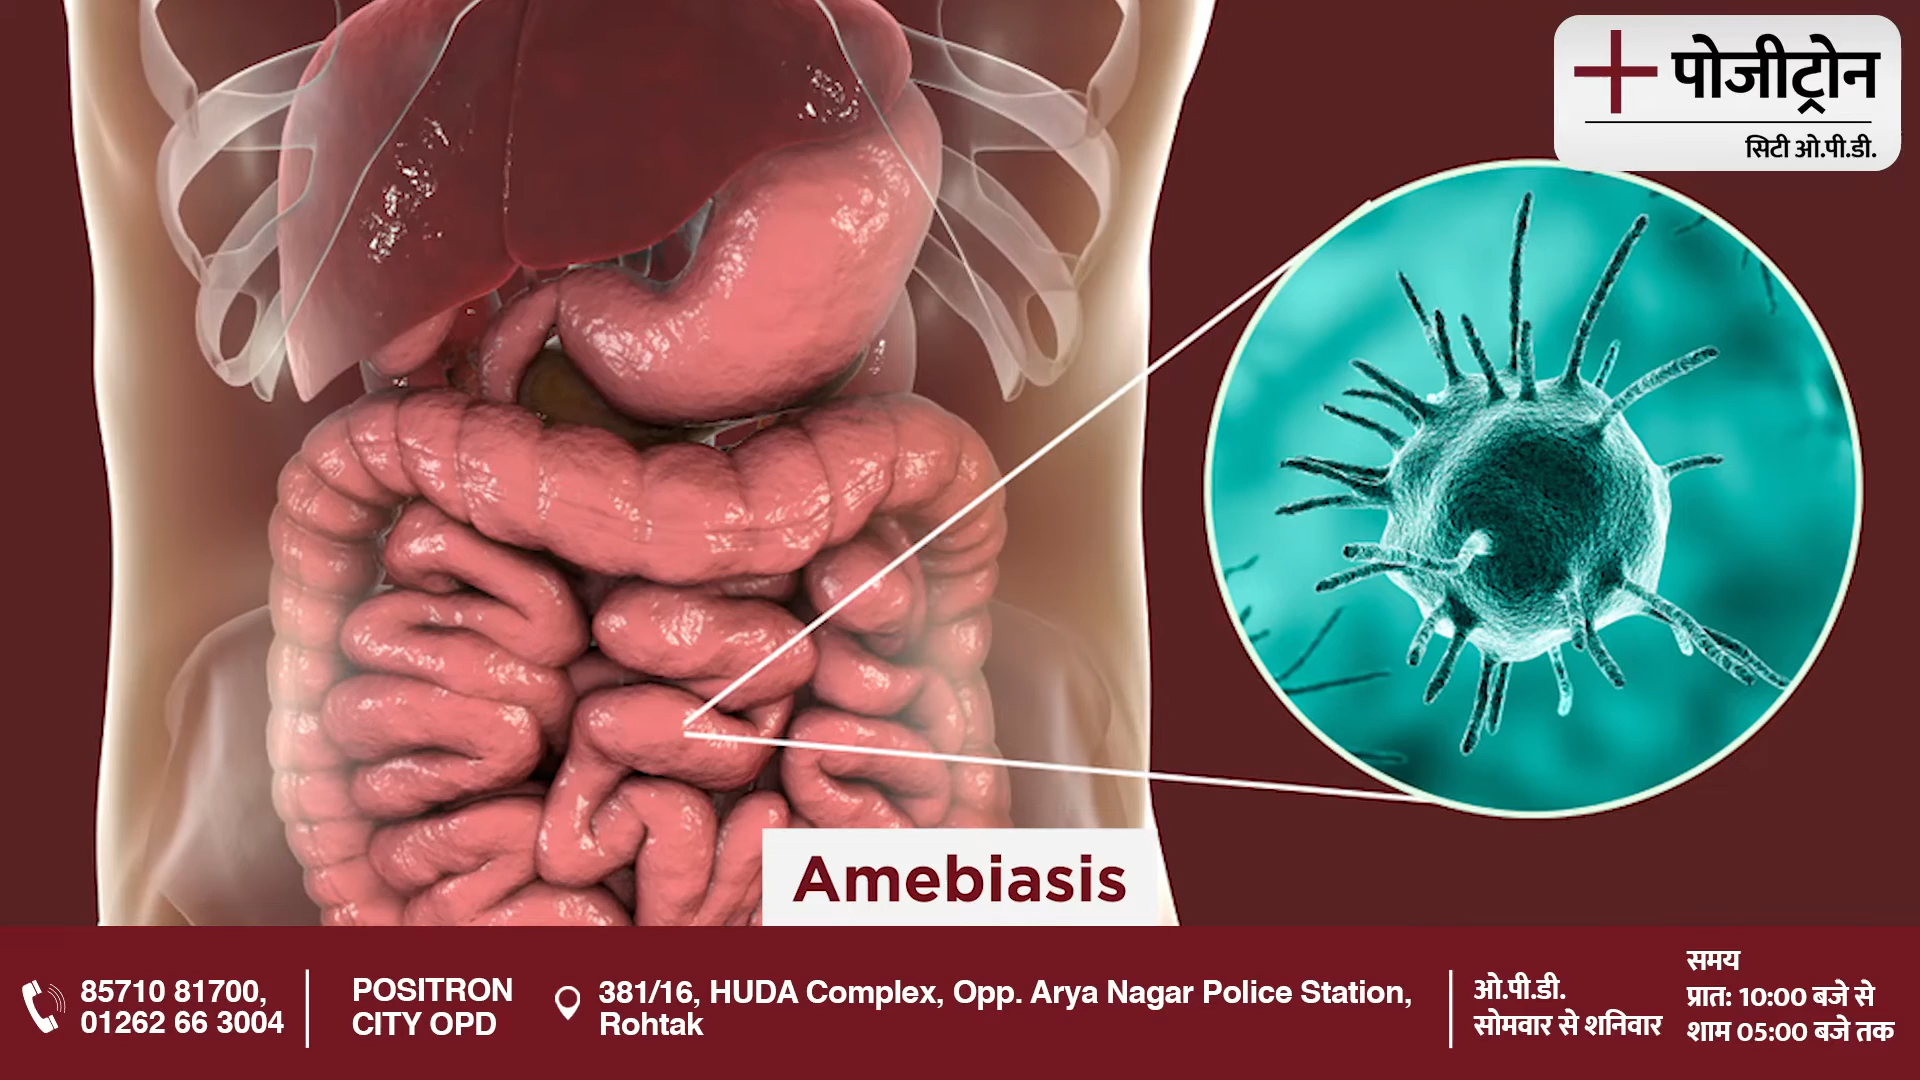 पोजीट्रोन
सिटी ओ.पी.डी.
Amebiasis
85710 81700,
01262 66 3004
POSITRON
CITY OPD
381/16, HUDA Complex, Opp. Arya Nagar Police Station,
Rohtak
ओ.पी.डी.
सोमवार से शनिवार
समय
प्रात: 10:00 बजे से
शाम 05:00 बजे तक